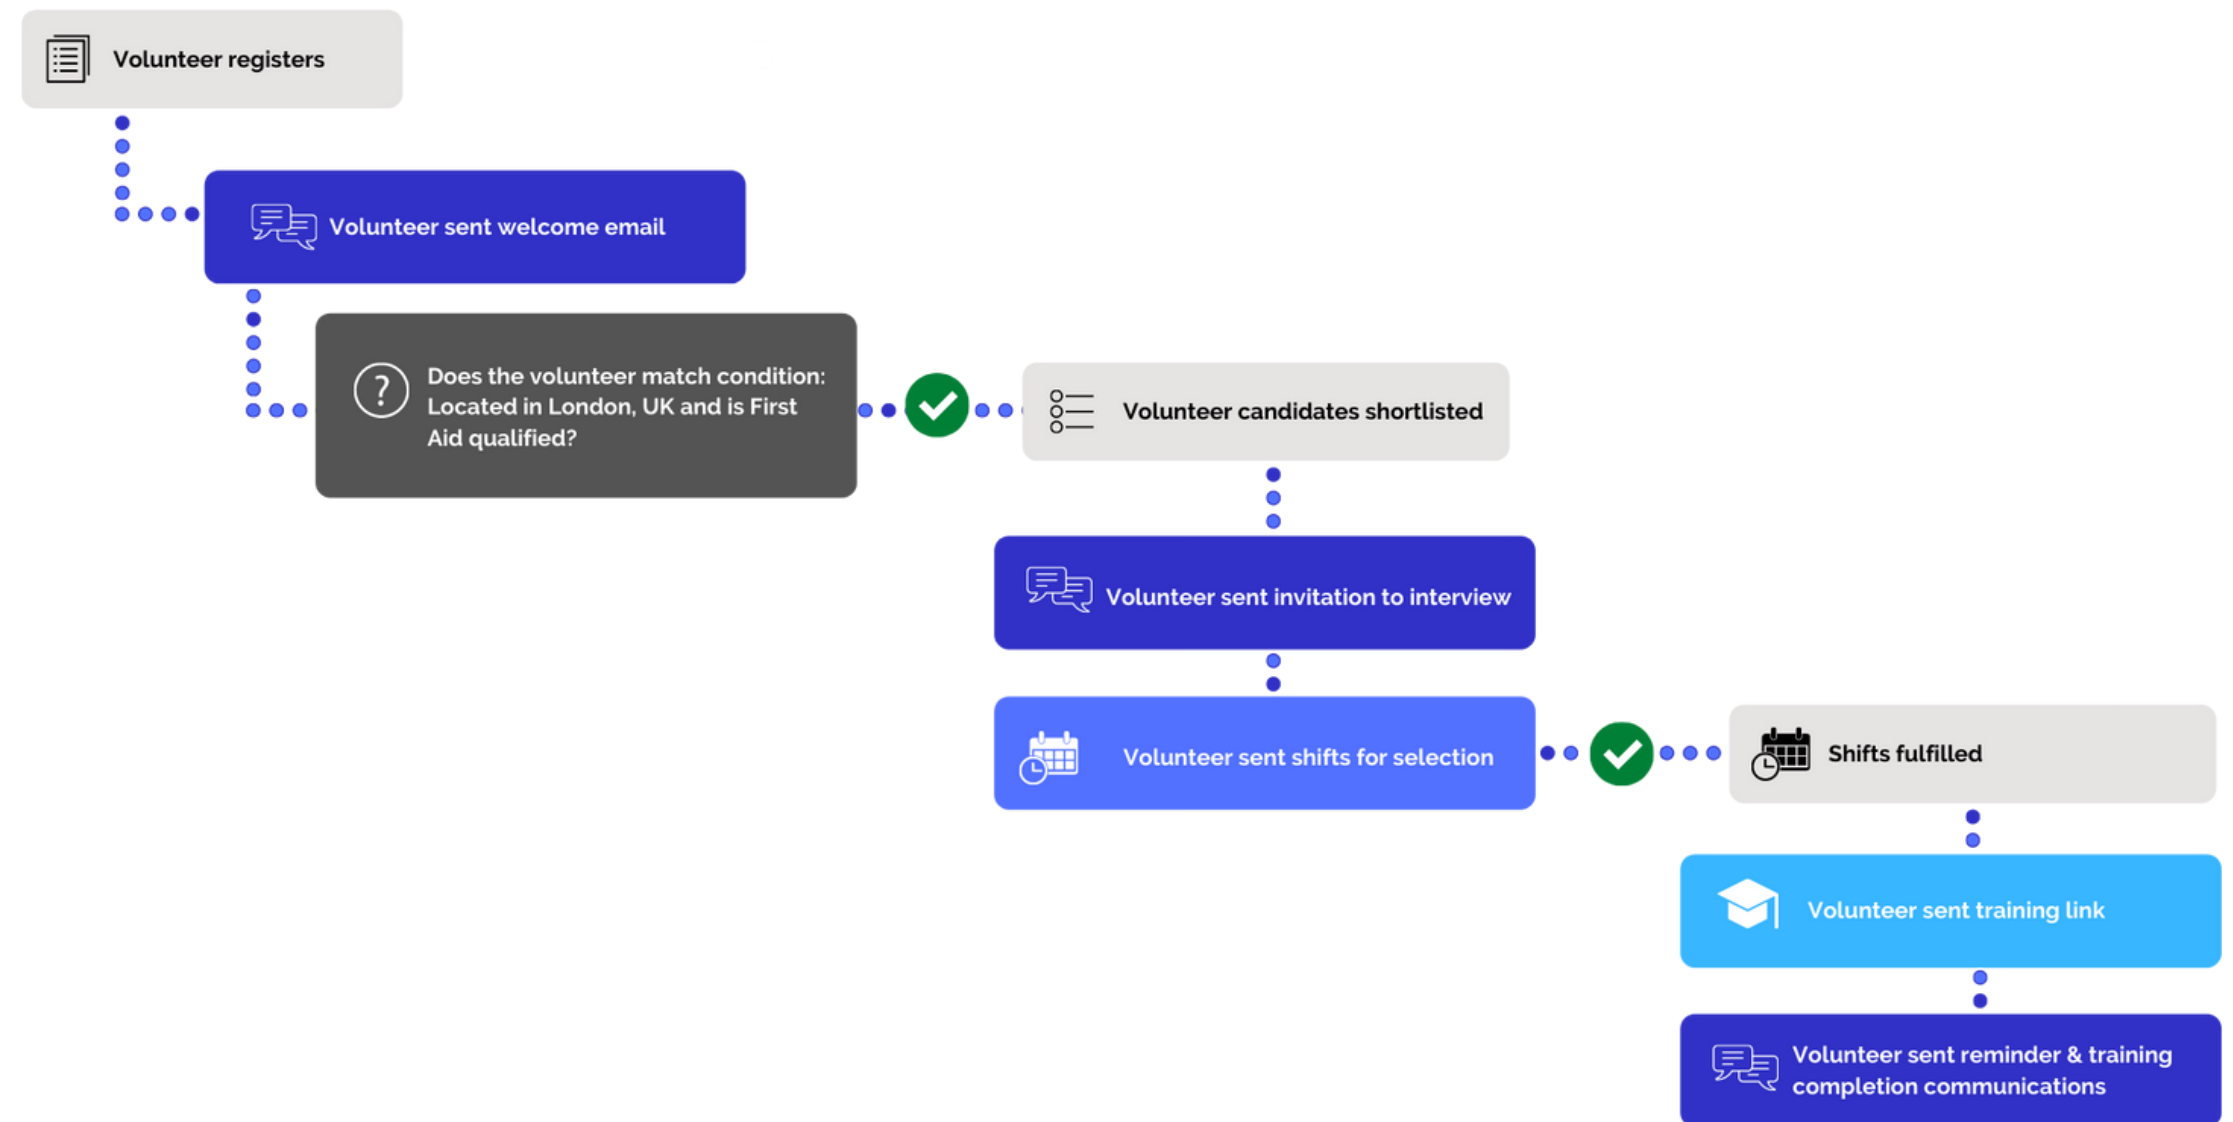 Volunteer registers
Volunteer sent welcome email
Does the volunteer match condition:
Located in London, UK and is First
Aid qualified?
Volunteer candidates shortlisted
Volunteer sent invitation to interview
Volunteer sent shifts for selection
Shifts fulfilled
Volunteer sent training link
Volunteer sent reminder & training
completion communications